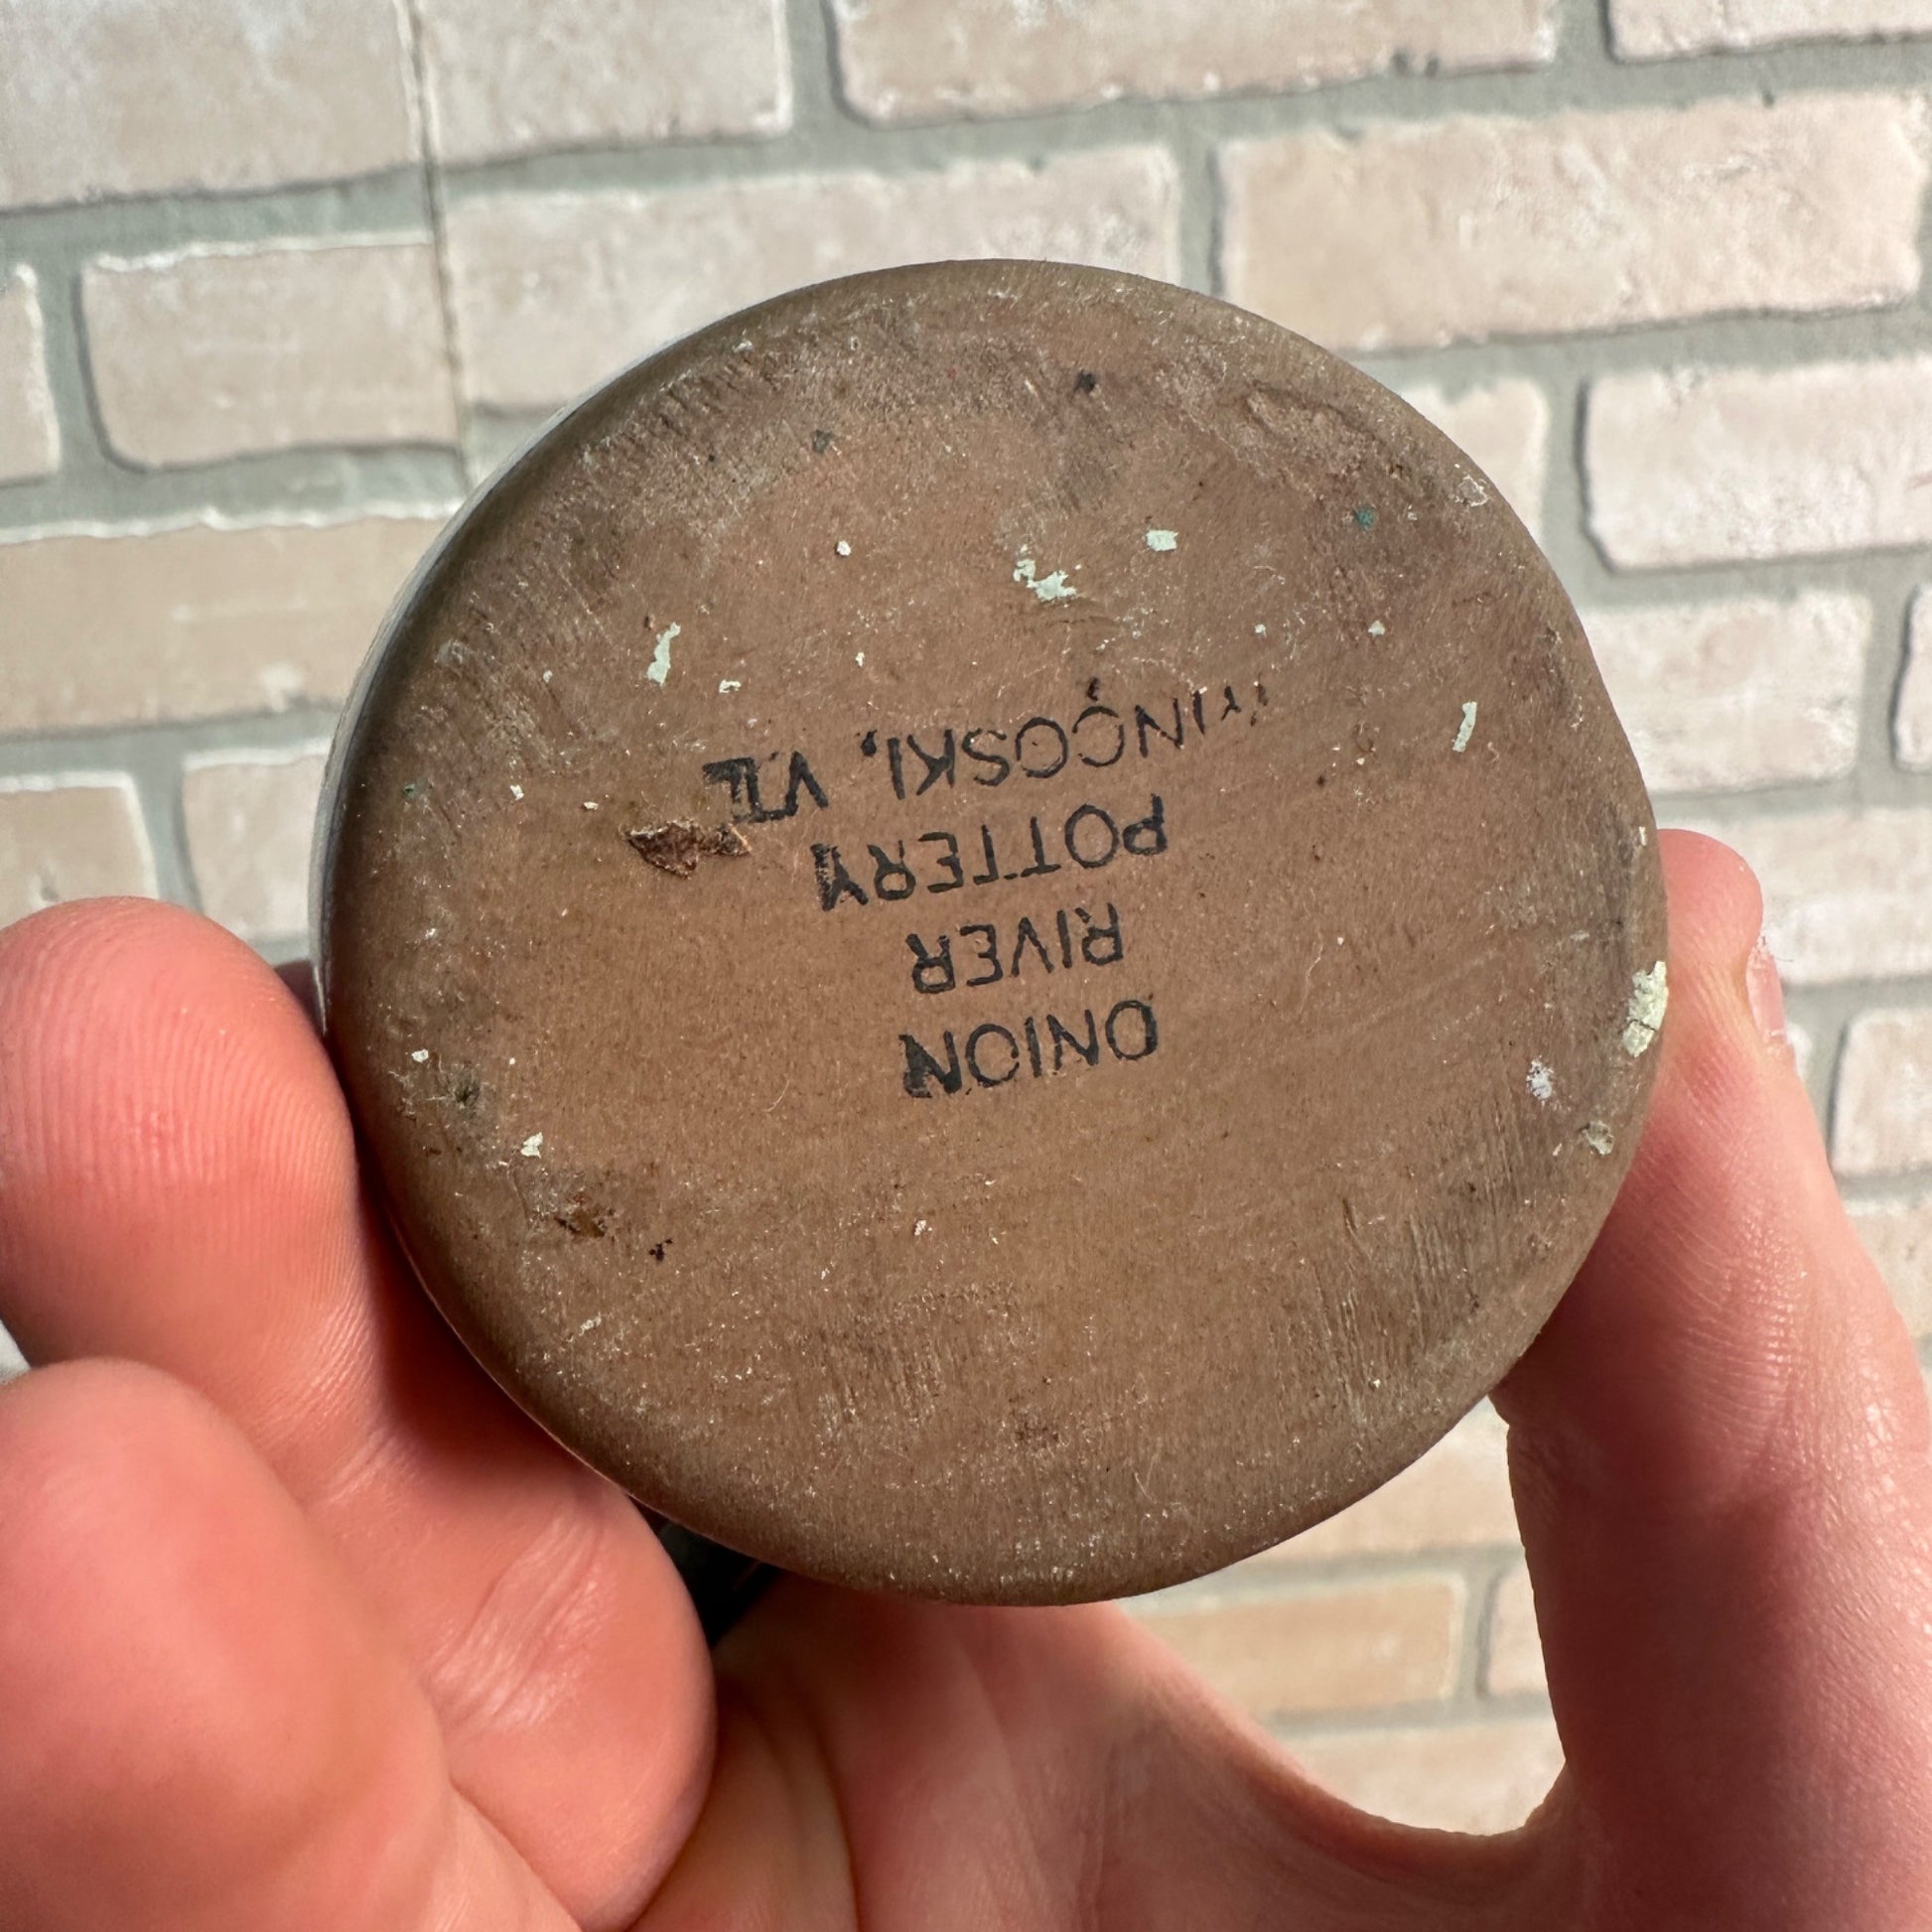 ONION
RIVER
POTTERY
WINOOSKI, VT.